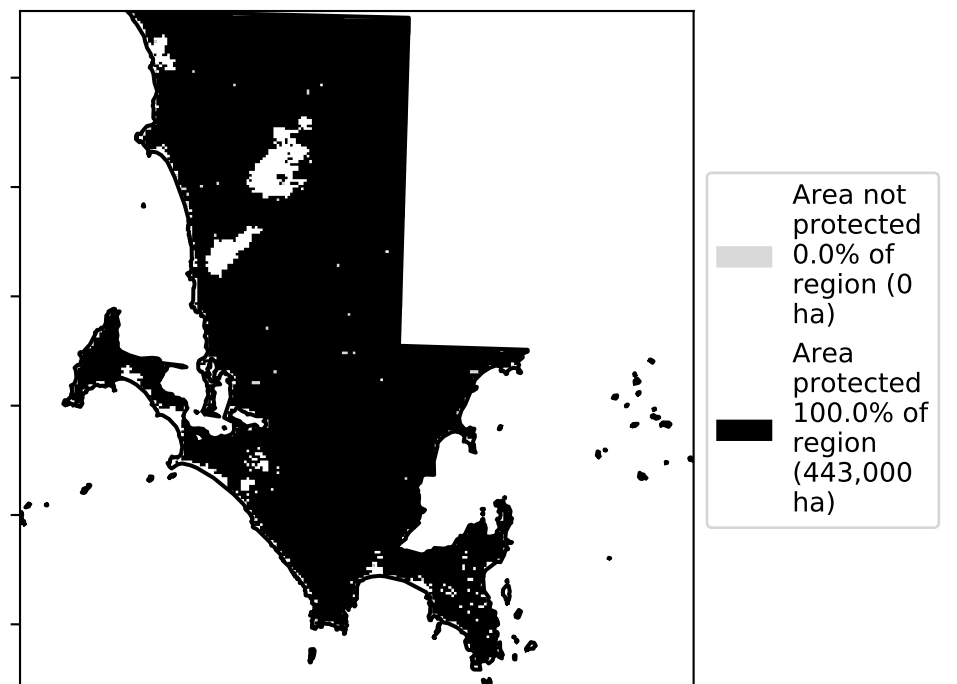 Area not
protected
0.0% of
region (0
ha)
Area
protected
100.0% of
region
(443,000
ha)